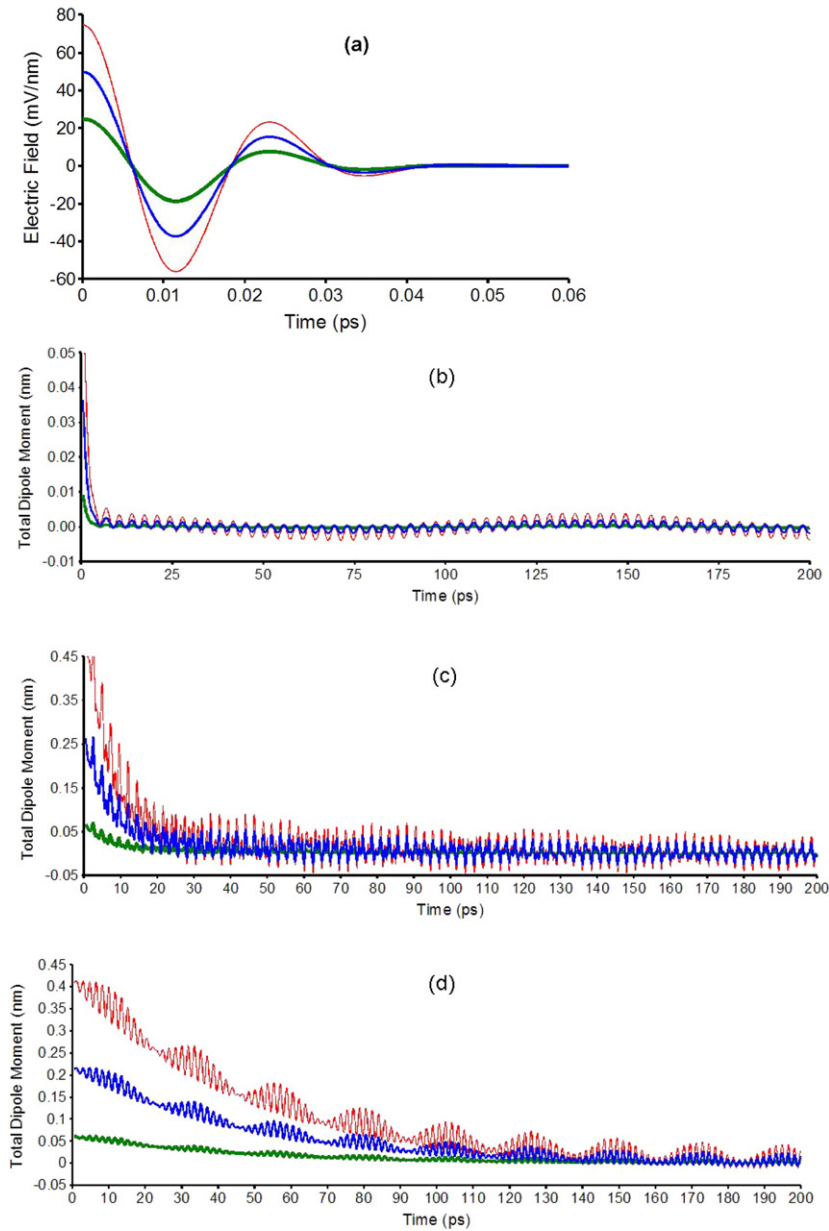 (a)
Electric Field (mV/nm)
80
60
40
20
0
-20
-40
-60
0 0.01 0.02 0.03 0.04 0.05 0.06
Time (ps)
(b)
Total Dipole Moment (nm)
0.05
0.04
0.03
0.02
0.01
0.00
-0.01
0 25 50 75 100 125 150 175 200
Time (ps)
(c)
Total Dipole Moment (nm)
0.45
0.35
0.25
0.15
0.05
-0.05
0 10 20 30 40 50 60 70 80 90 100 110 120 130 140 150 160 170 180 190 200
Time (ps)
(d)
Total Dipole Moment (nm)
0.45
0.4
0.35
0.3
0.25
0.2
0.15
0.1
0.05
0
-0.05
0 10 20 30 40 50 60 70 80 90 100 110 120 130 140 150 160 170 180 190 200
Time (ps)